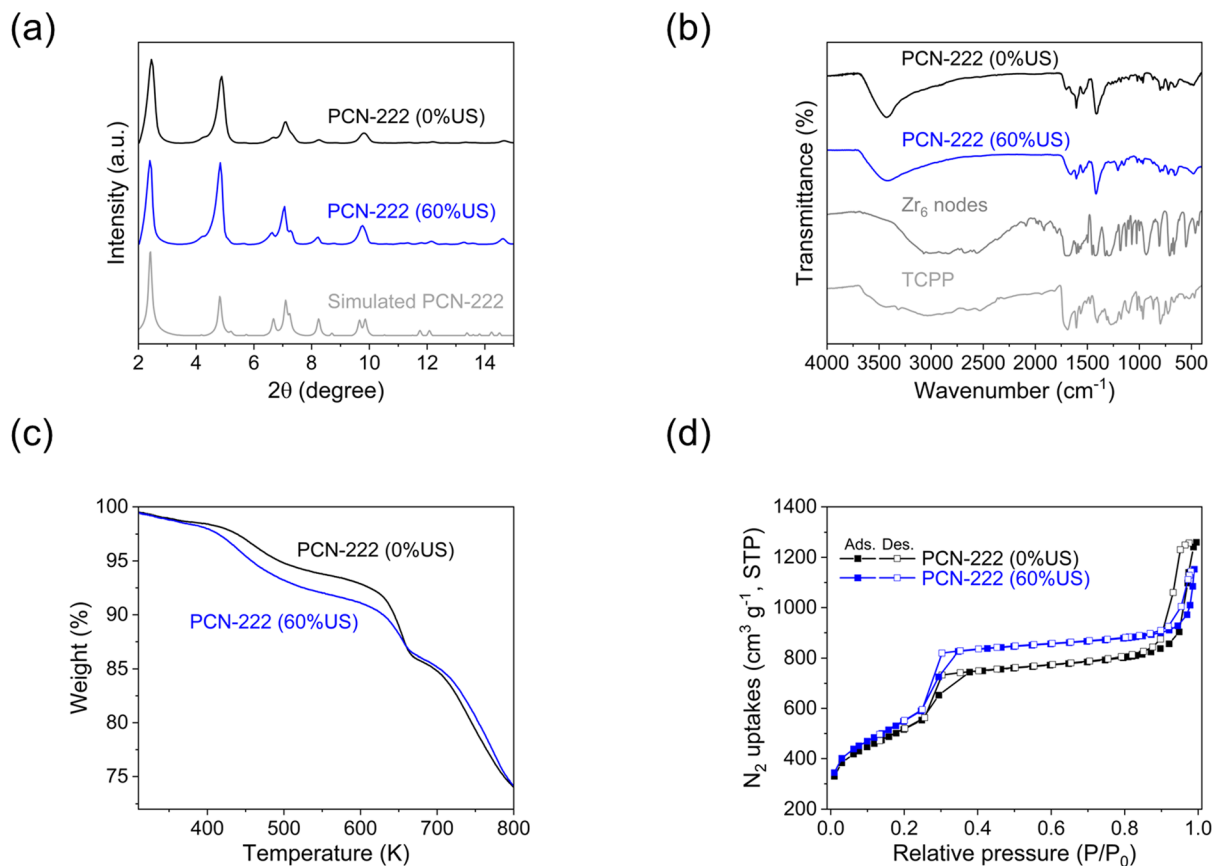 (a)
PCN-222 (0%US)
PCN-222 (60%US)
Simulated PCN-222
Intensity (a.u.)
2 4 6 8 10 12 14
2θ (degree)
(b)
PCN-222 (0%US)
PCN-222 (60%US)
Zr₆ nodes
TCPP
Transmittance (%)
4000 3500 3000 2500 2000 1500 1000 500
Wavenumber (cm⁻¹)
(c)
100
95
90
85
80
75
Weight (%)
PCN-222 (0%US)
PCN-222 (60%US)
400 500 600 700 800
Temperature (K)
(d)
1400
1200
1000
800
600
400
200
N₂ uptakes (cm³ g⁻¹, STP)
Ads. Des.
PCN-222 (0%US)
PCN-222 (60%US)
0.0 0.2 0.4 0.6 0.8 1.0
Relative pressure (P/P₀)